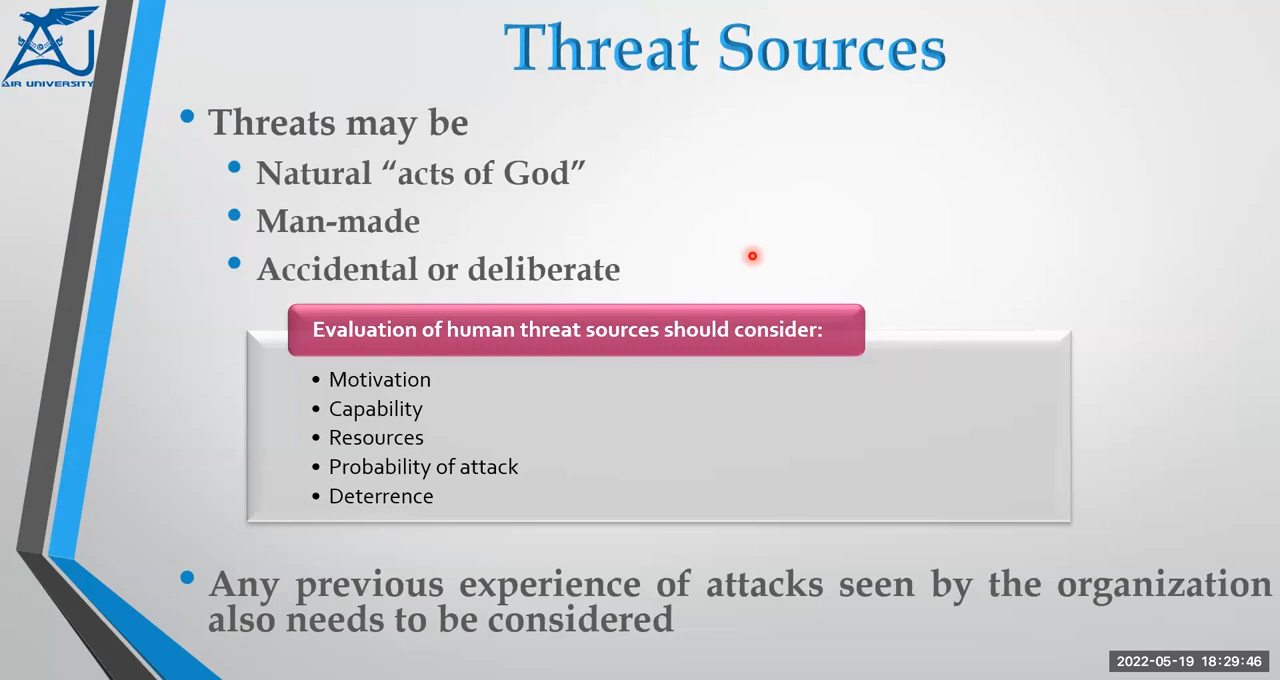 Threat Sources
AIR UNIVERSITY
• Threats may be
• Natural “acts of God”
• Man-made
• Accidental or deliberate
Evaluation of human threat sources should consider:
• Motivation
• Capability
• Resources
• Probability of attack
• Deterrence
• Any previous experience of attacks seen by the organization
also needs to be considered
2022-05-19 18:29:46